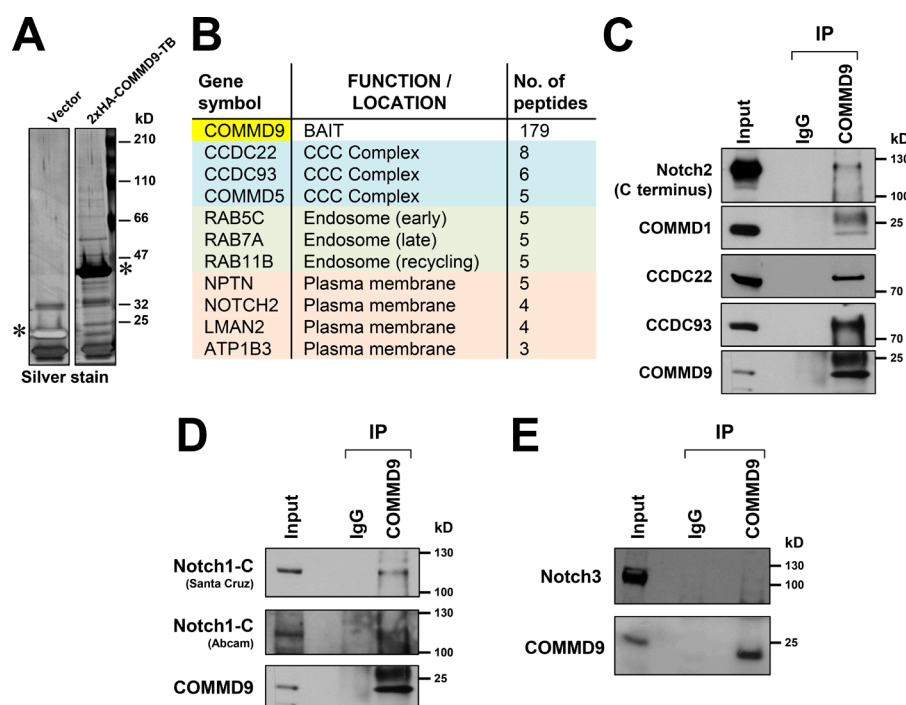 A
Vector
2xHA-COMMD9-TB
kD
210
110
66
47
*
32
25
*
Silver stain
B
Gene symbol
FUNCTION / LOCATION
No. of peptides
COMMD9 BAIT 179
CCDC22 CCC Complex 8
CCDC93 CCC Complex 6
COMMD5 CCC Complex 5
RAB5C Endosome (early) 5
RAB7A Endosome (late) 5
RAB11B Endosome (recycling) 5
NPTN Plasma membrane 5
NOTCH2 Plasma membrane 4
LMAN2 Plasma membrane 4
ATP1B3 Plasma membrane 3
C
IP
Input
IgG
COMMD9
kD
Notch2
(C terminus)
130
100
COMMD1
25
CCDC22
70
CCDC93
70
COMMD9
25
D
IP
Input
IgG
COMMD9
kD
Notch1-C
(Santa Cruz)
130
100
Notch1-C
(Abcam)
130
100
COMMD9
25
E
IP
Input
IgG
COMMD9
kD
Notch3
130
100
COMMD9
25